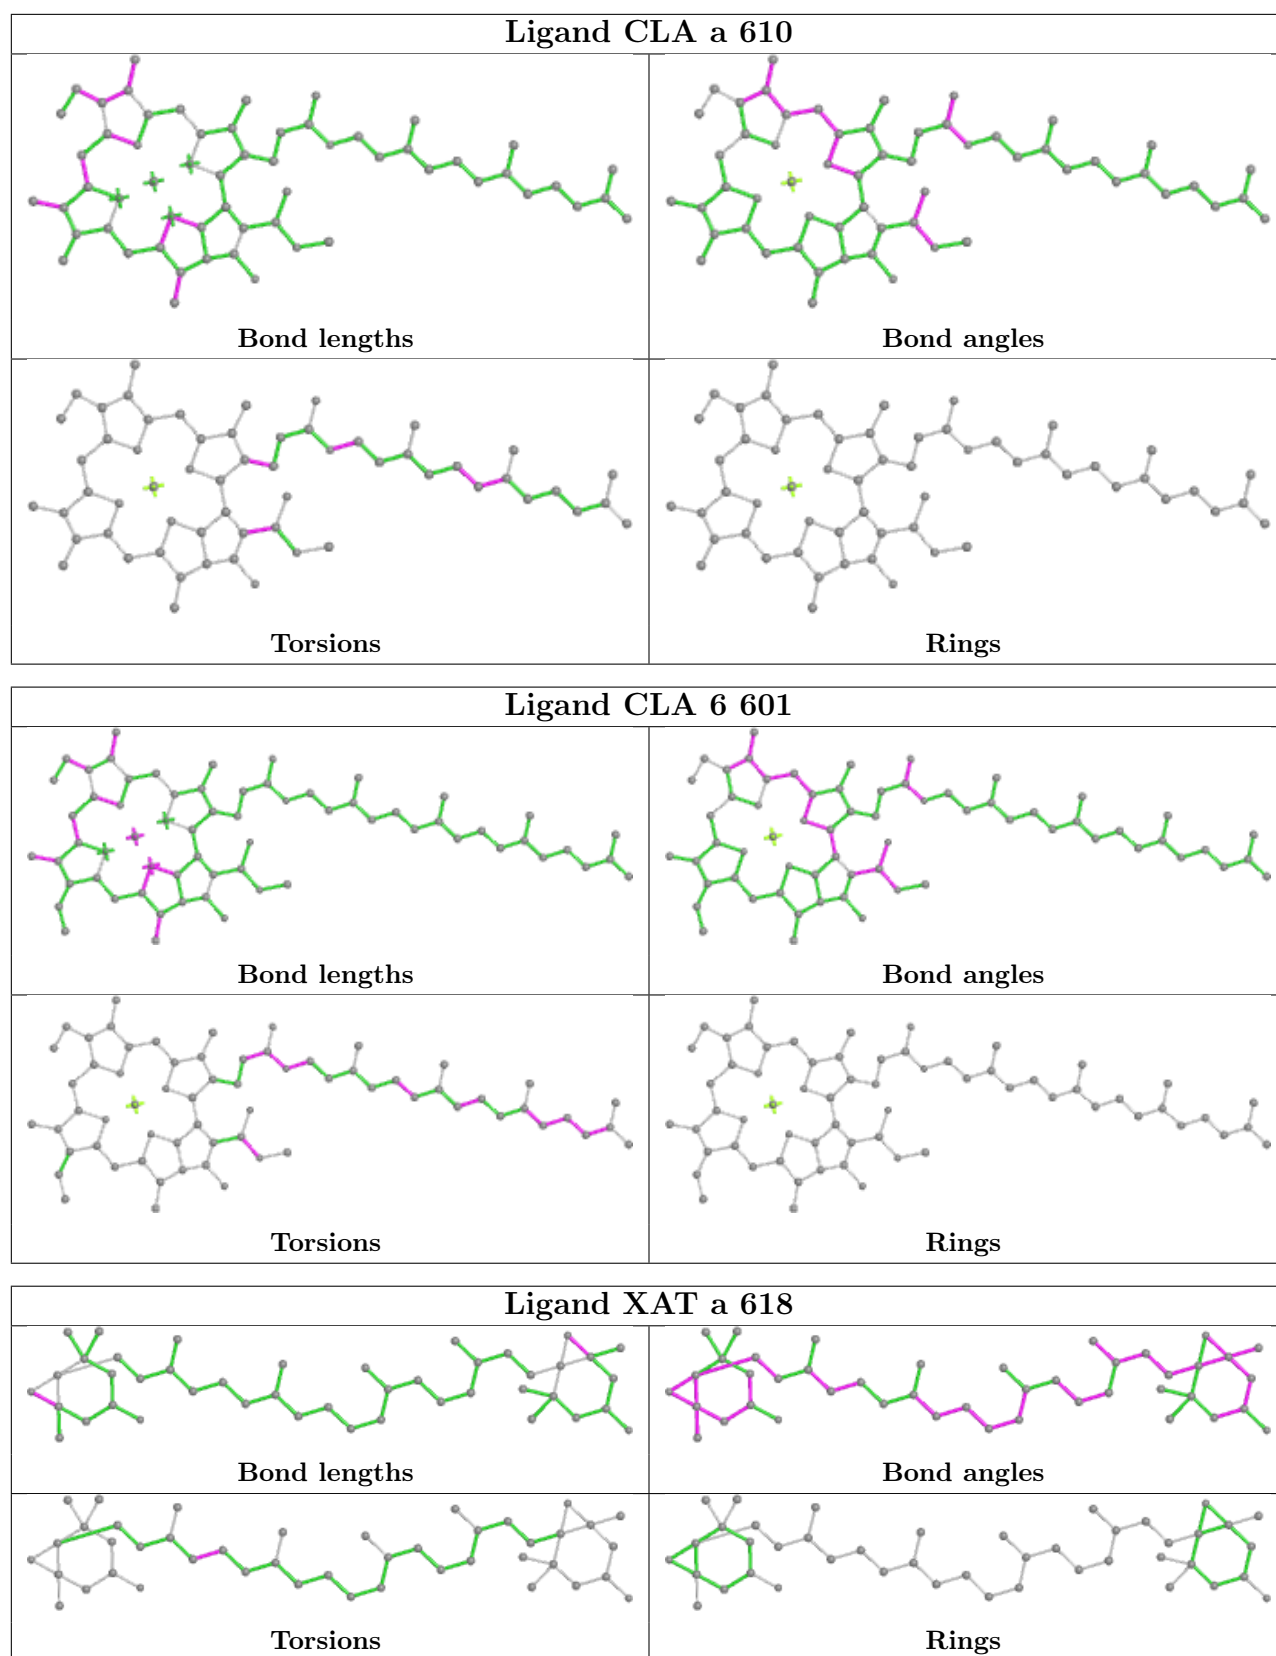 Ligand CLA a 610
Bond lengths
Bond angles
Torsions
Rings
Ligand CLA 6 601
Bond lengths
Bond angles
Torsions
Rings
Ligand XAT a 618
Bond lengths
Bond angles
Torsions
Rings